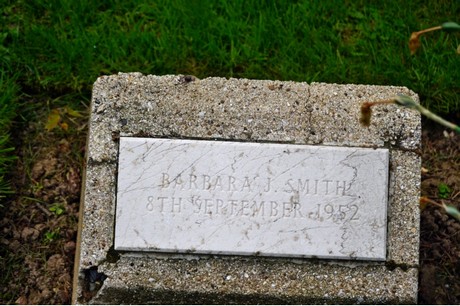 BARBARA J. SMITH
8TH SEPTEMBER 1952